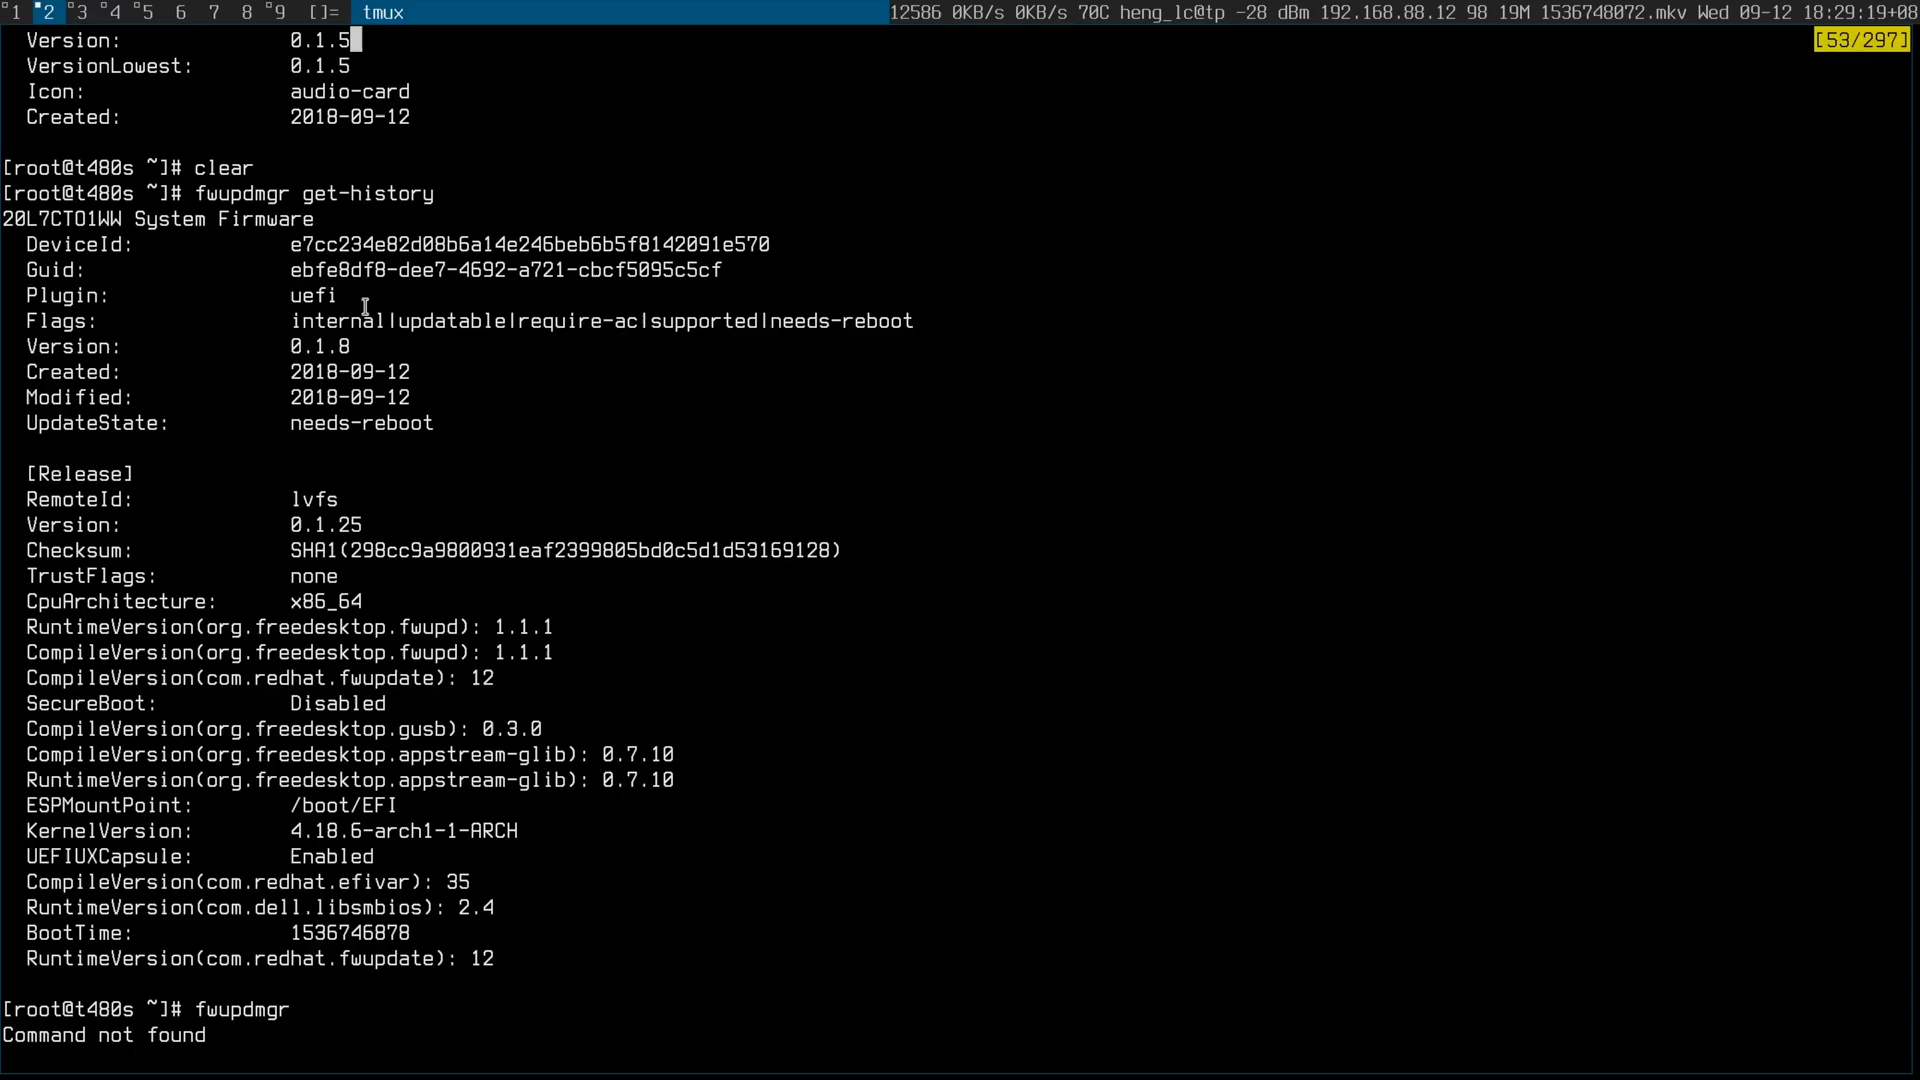 1 2 3 4 5 6 7 8 9 []= tmux 12586 0KB/s 0KB/s 70C heng_lc@tp -28 dBm 192.168.88.12 98 19M 1536748072.mkv Wed 09-12 18:29:19+08
Version: 0.1.5 [53/297]
VersionLowest: 0.1.5
Icon: audio-card
Created: 2018-09-12
[root@t480s ~]# clear
[root@t480s ~]# fwupdmgr get-history
20L7CTO1WW System Firmware
DeviceId: e7cc234e82d08b6a14e246beb6b5f8142091e570
Guid: ebfe8df8-dee7-4692-a721-cbcf5095c5cf
Plugin: uefi
Flags: internal|updatable|require-ac|supported|needs-reboot
Version: 0.1.8
Created: 2018-09-12
Modified: 2018-09-12
UpdateState: needs-reboot
[Release]
RemoteId: lvfs
Version: 0.1.25
Checksum: SHA1(298cc9a9800931eaf2399805bd0c5d1d53169128)
TrustFlags: none
CpuArchitecture: x86_64
RuntimeVersion(org.freedesktop.fwupd): 1.1.1
CompileVersion(org.freedesktop.fwupd): 1.1.1
CompileVersion(com.redhat.fwupdate): 12
SecureBoot: Disabled
CompileVersion(org.freedesktop.gusb): 0.3.0
CompileVersion(org.freedesktop.appstream-glib): 0.7.10
RuntimeVersion(org.freedesktop.appstream-glib): 0.7.10
ESPMountPoint: /boot/EFI
KernelVersion: 4.18.6-arch1-1-ARCH
UEFIUXCapsule: Enabled
CompileVersion(com.redhat.efivar): 35
RuntimeVersion(com.dell.libsmbios): 2.4
BootTime: 1536746878
RuntimeVersion(com.redhat.fwupdate): 12
[root@t480s ~]# fwupdmgr
Command not found